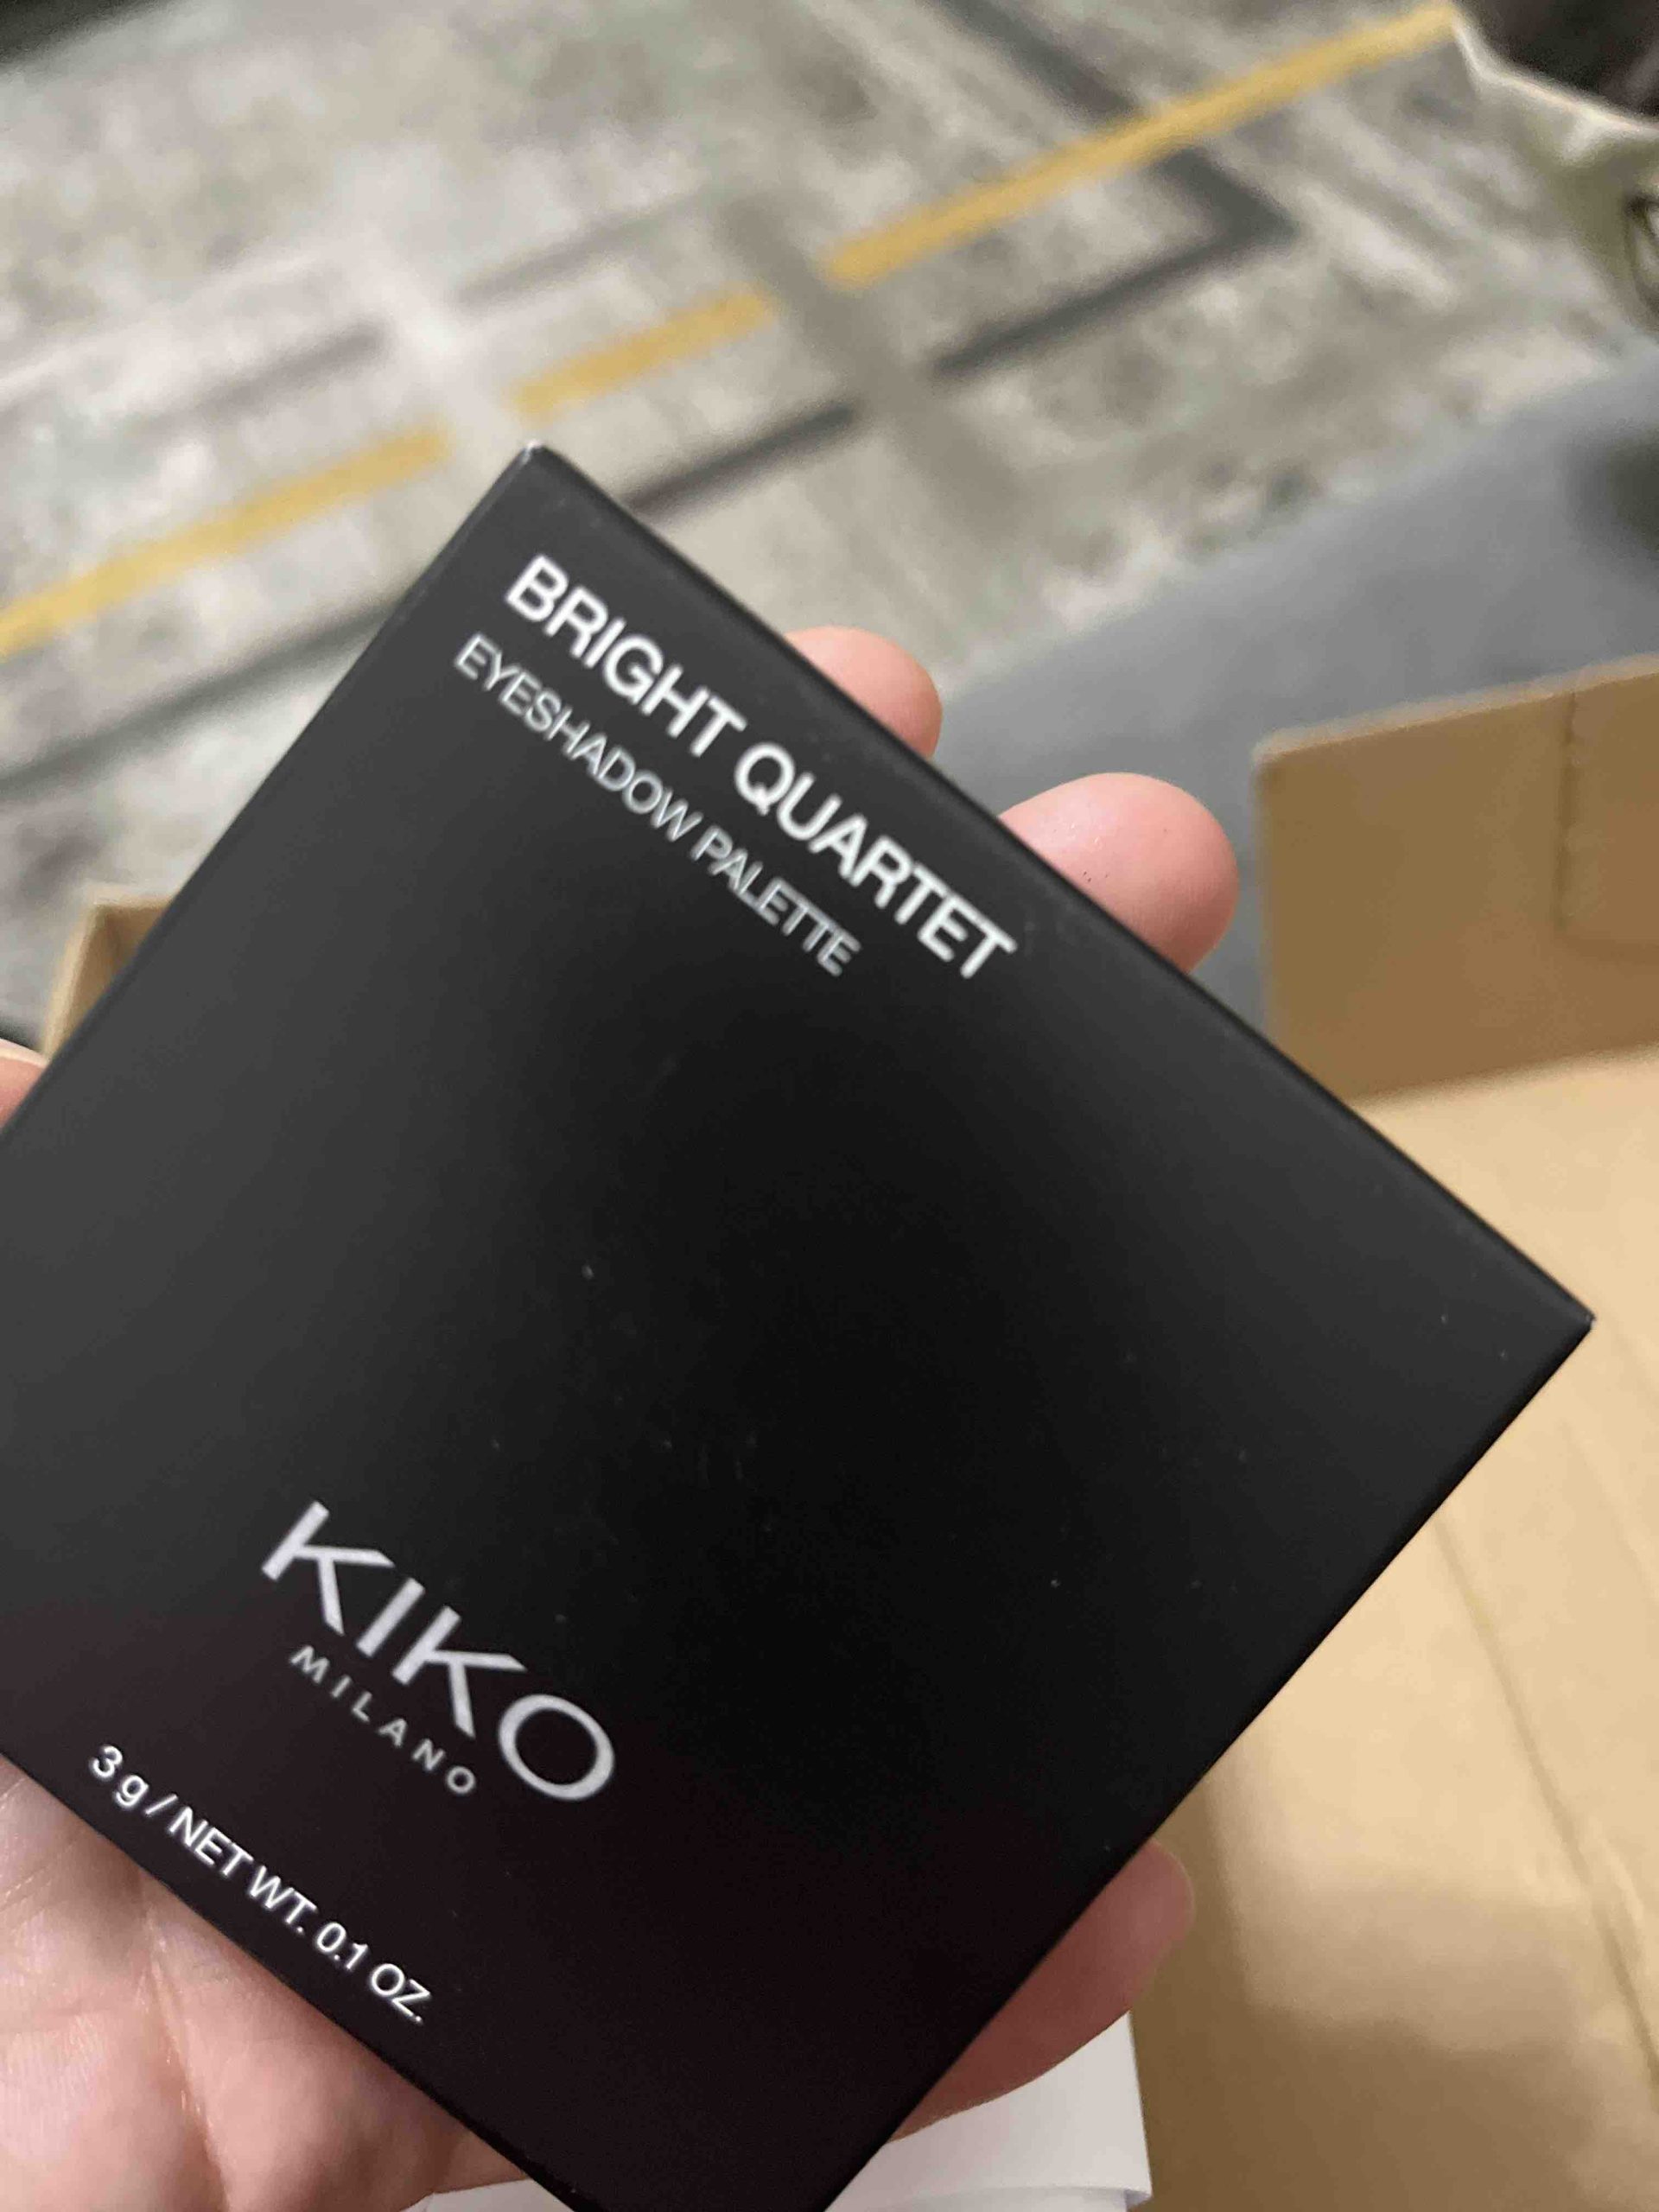 BRIGHT QUARTET
EYESHADOW PALETTE
KIKO
MILANO
3 g / NET WT. 0.1 OZ.